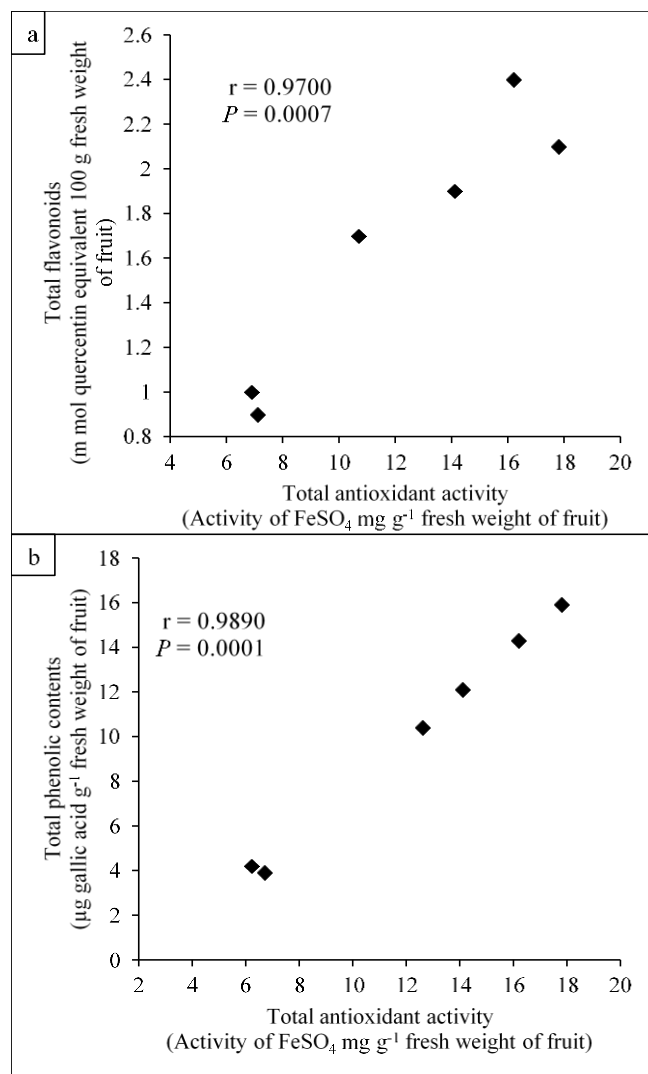 a
r = 0.9700
P = 0.0007
Total flavonoids
(m mol quercentin equivalent 100 g fresh weight
of fruit)
2.6
2.4
2.2
2
1.8
1.6
1.4
1.2
1
0.8
4 6 8 10 12 14 16 18 20
Total antioxidant activity
(Activity of FeSO₄ mg g⁻¹ fresh weight of fruit)
b
r = 0.9890
P = 0.0001
Total phenolic contents
(µg gallic acid g⁻¹ fresh weight of fruit)
18
16
14
12
10
8
6
4
2
0
2 4 6 8 10 12 14 16 18 20
Total antioxidant activity
(Activity of FeSO₄ mg g⁻¹ fresh weight of fruit)